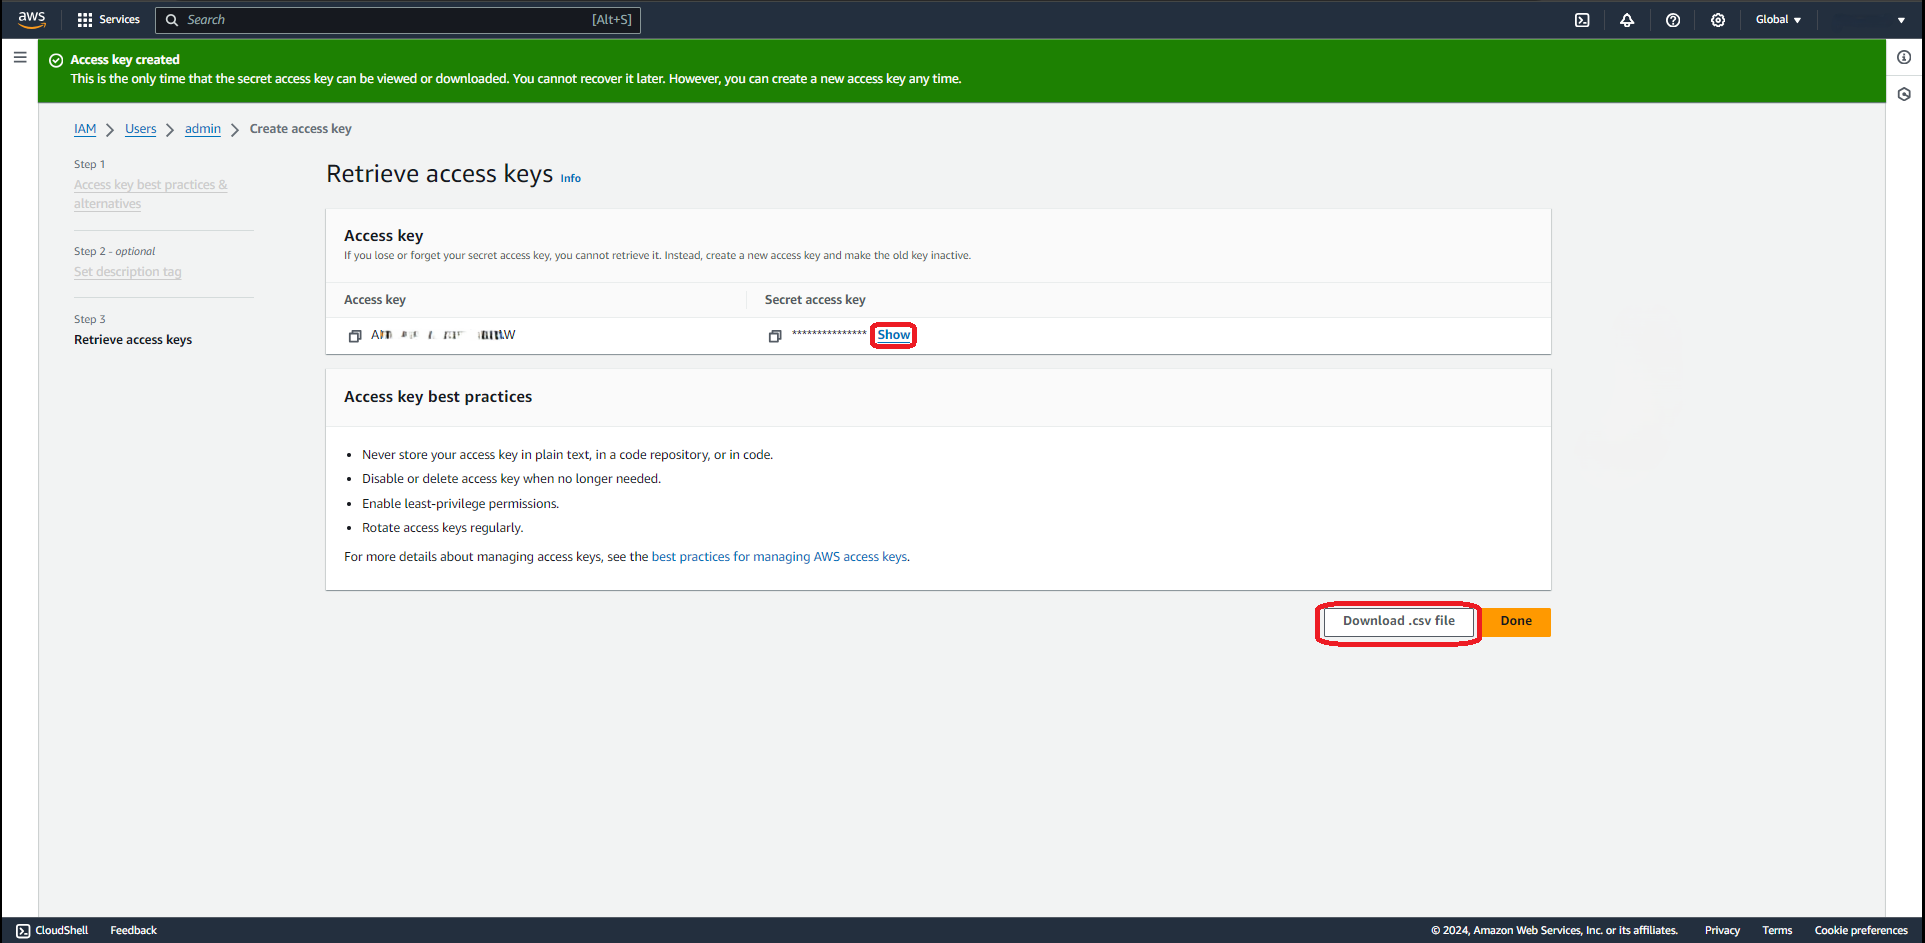 aws Services Search [Alt+S] Global
Access key created
This is the only time that the secret access key can be viewed or downloaded. You cannot recover it later. However, you can create a new access key any time.
IAM Users admin Create access key
Step 1
Access key best practices &
alternatives
Step 2 - optional
Set description tag
Step 3
Retrieve access keys
Retrieve access keys Info
Access key
If you lose or forget your secret access key, you cannot retrieve it. Instead, create a new access key and make the old key inactive.
Access key Secret access key
*************** Show
Access key best practices
• Never store your access key in plain text, in a code repository, or in code.
• Disable or delete access key when no longer needed.
• Enable least-privilege permissions.
• Rotate access keys regularly.
For more details about managing access keys, see the best practices for managing AWS access keys.
Download .csv file Done
CloudShell Feedback © 2024, Amazon Web Services, Inc. or its affiliates. Privacy Terms Cookie preferences